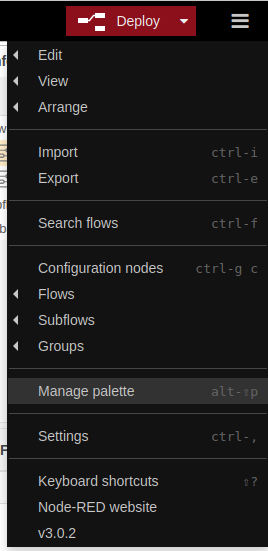 Deploy
Edit
View
Arrange
Import ctrl-i
Export ctrl-e
Search flows ctrl-f
Configuration nodes ctrl-g c
Flows
Subflows
Groups
Manage palette alt-⇧p
Settings ctrl-,
Keyboard shortcuts ⇧?
Node-RED website
v3.0.2